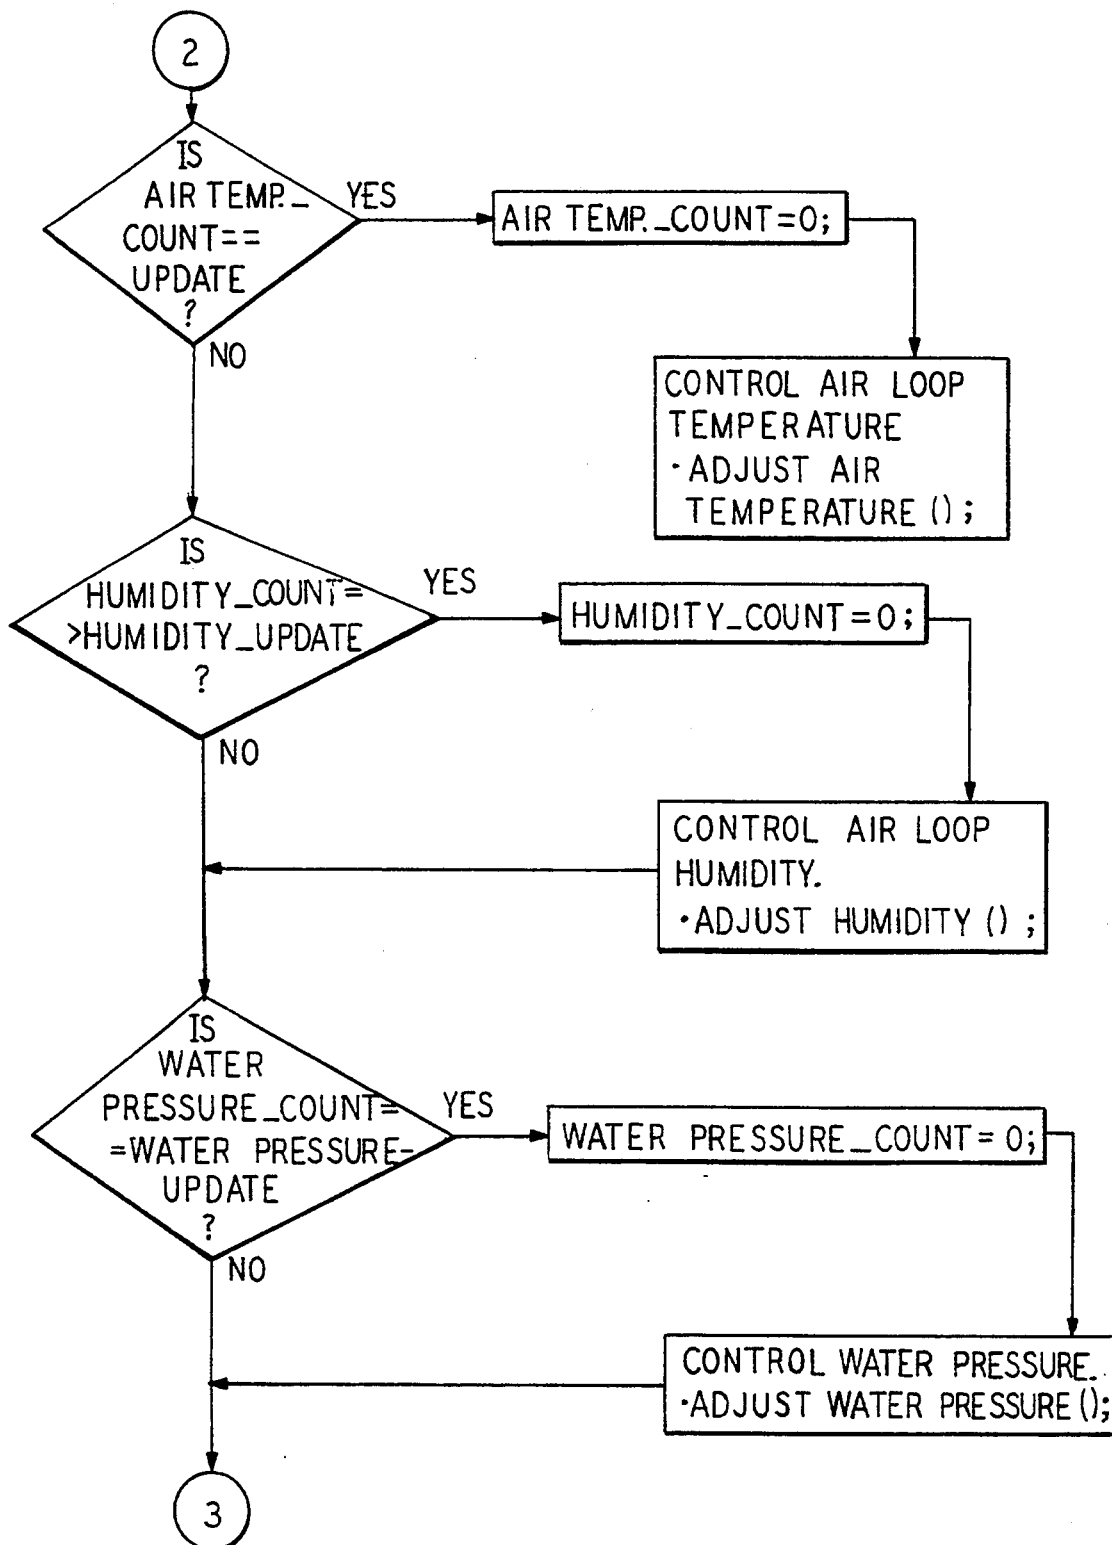 2
IS
AIR TEMP._
COUNT==
UPDATE
?
YES
AIR TEMP._COUNT=0;
NO
CONTROL AIR LOOP
TEMPERATURE
·ADJUST AIR
TEMPERATURE();
IS
HUMIDITY_COUNT=
>HUMIDITY_UPDATE
?
YES
HUMIDITY_COUNT=0;
NO
CONTROL AIR LOOP
HUMIDITY.
·ADJUST HUMIDITY();
IS
WATER
PRESSURE_COUNT=
=WATER PRESSURE-
UPDATE
?
YES
WATER PRESSURE_COUNT=0;
NO
CONTROL WATER PRESSURE.
·ADJUST WATER PRESSURE();
3